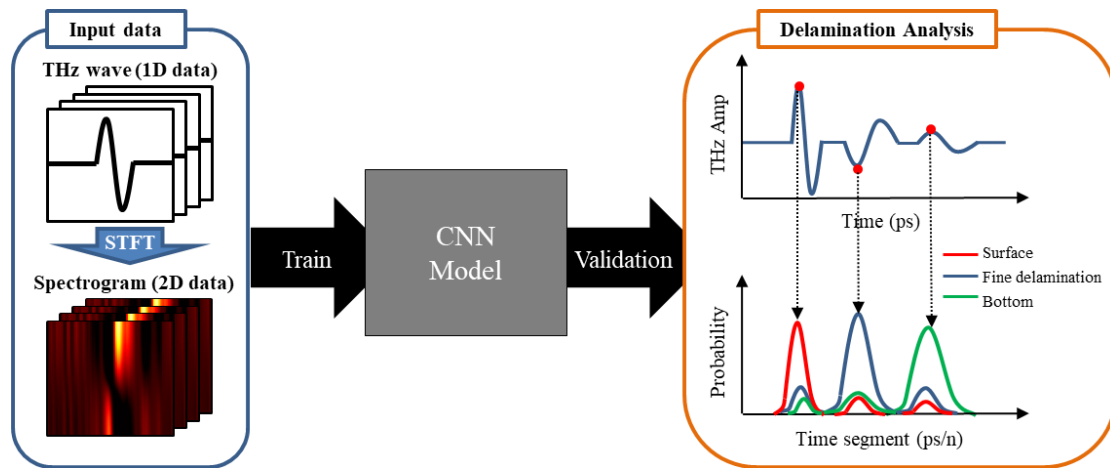 Input data
THz wave (1D data)
STFT
Spectrogram (2D data)
Train
CNN
Model
Validation
Delamination Analysis
THz Amp
Time (ps)
Surface
Fine delamination
Bottom
Probability
Time segment (ps/n)